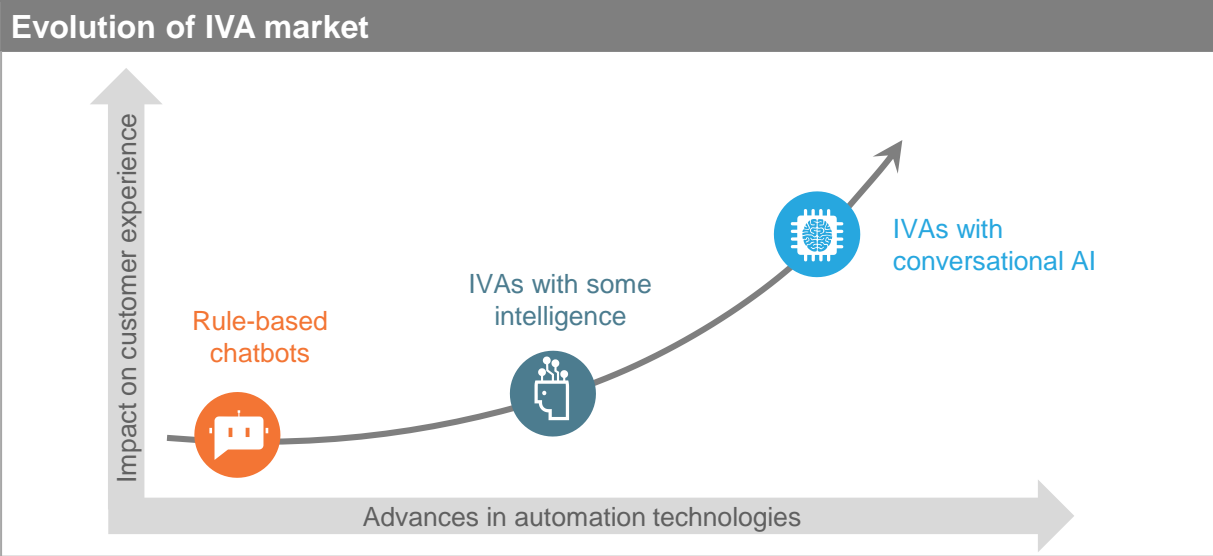 Evolution of IVA market
Impact on customer experience
Rule-based
chatbots
IVAs with some
intelligence
IVAs with
conversational AI
Advances in automation technologies